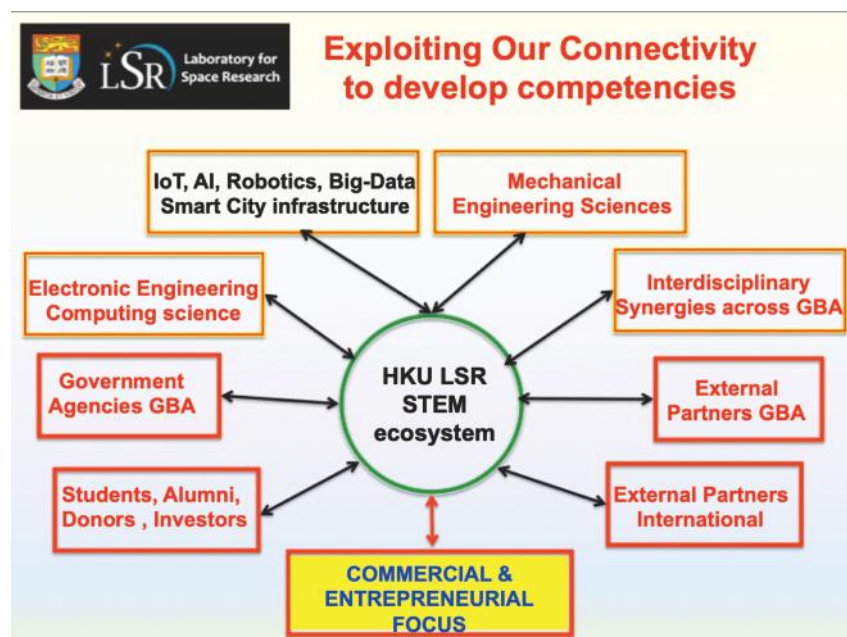 LSR
Laboratory for
Space Research
Exploiting Our Connectivity
to develop competencies
IoT, AI, Robotics, Big-Data
Smart City infrastructure
Mechanical
Engineering Sciences
Electronic Engineering
Computing science
Interdisciplinary
Synergies across GBA
Government
Agencies GBA
HKU LSR
STEM
ecosystem
External
Partners GBA
Students, Alumni,
Donors , Investors
External Partners
International
COMMERCIAL &
ENTREPRENEURIAL
FOCUS